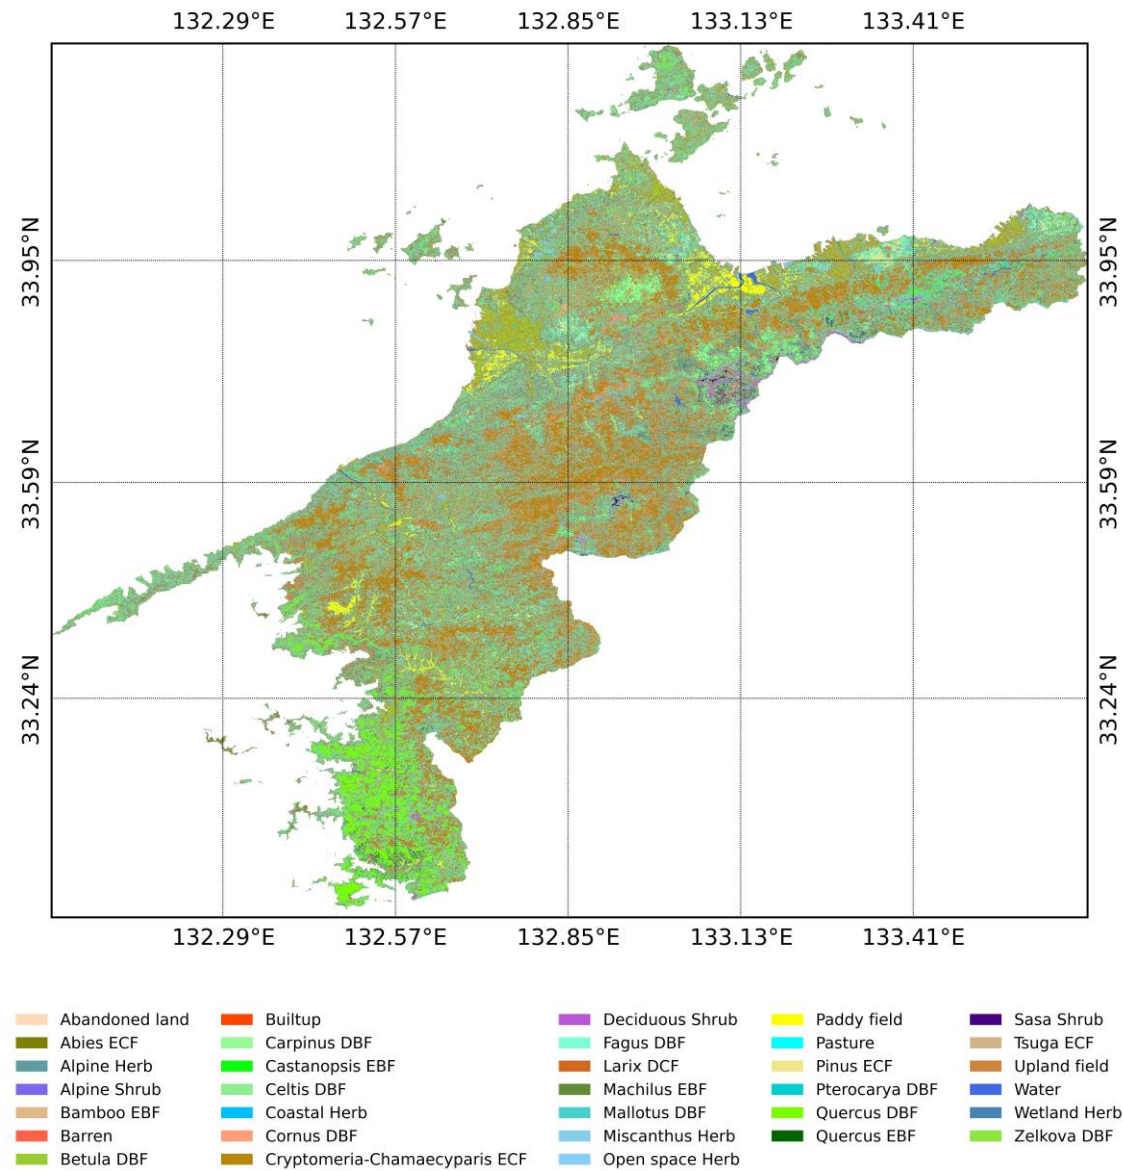 132.29°E 132.57°E 132.85°E 133.13°E 133.41°E
33.95°N 33.95°N
33.59°N 33.59°N
33.24°N 33.24°N
132.29°E 132.57°E 132.85°E 133.13°E 133.41°E
Abandoned land
Abies ECF
Alpine Herb
Alpine Shrub
Bamboo EBF
Barren
Betula DBF
Builtup
Carpinus DBF
Castanopsis EBF
Celtis DBF
Coastal Herb
Cornus DBF
Cryptomeria-Chamaecyparis ECF
Deciduous Shrub
Fagus DBF
Larix DCF
Machilus EBF
Mallotus DBF
Miscanthus Herb
Open space Herb
Paddy field
Pasture
Pinus ECF
Pterocarya DBF
Quercus DBF
Quercus EBF
Sasa Shrub
Tsuga ECF
Upland field
Water
Wetland Herb
Zelkova DBF